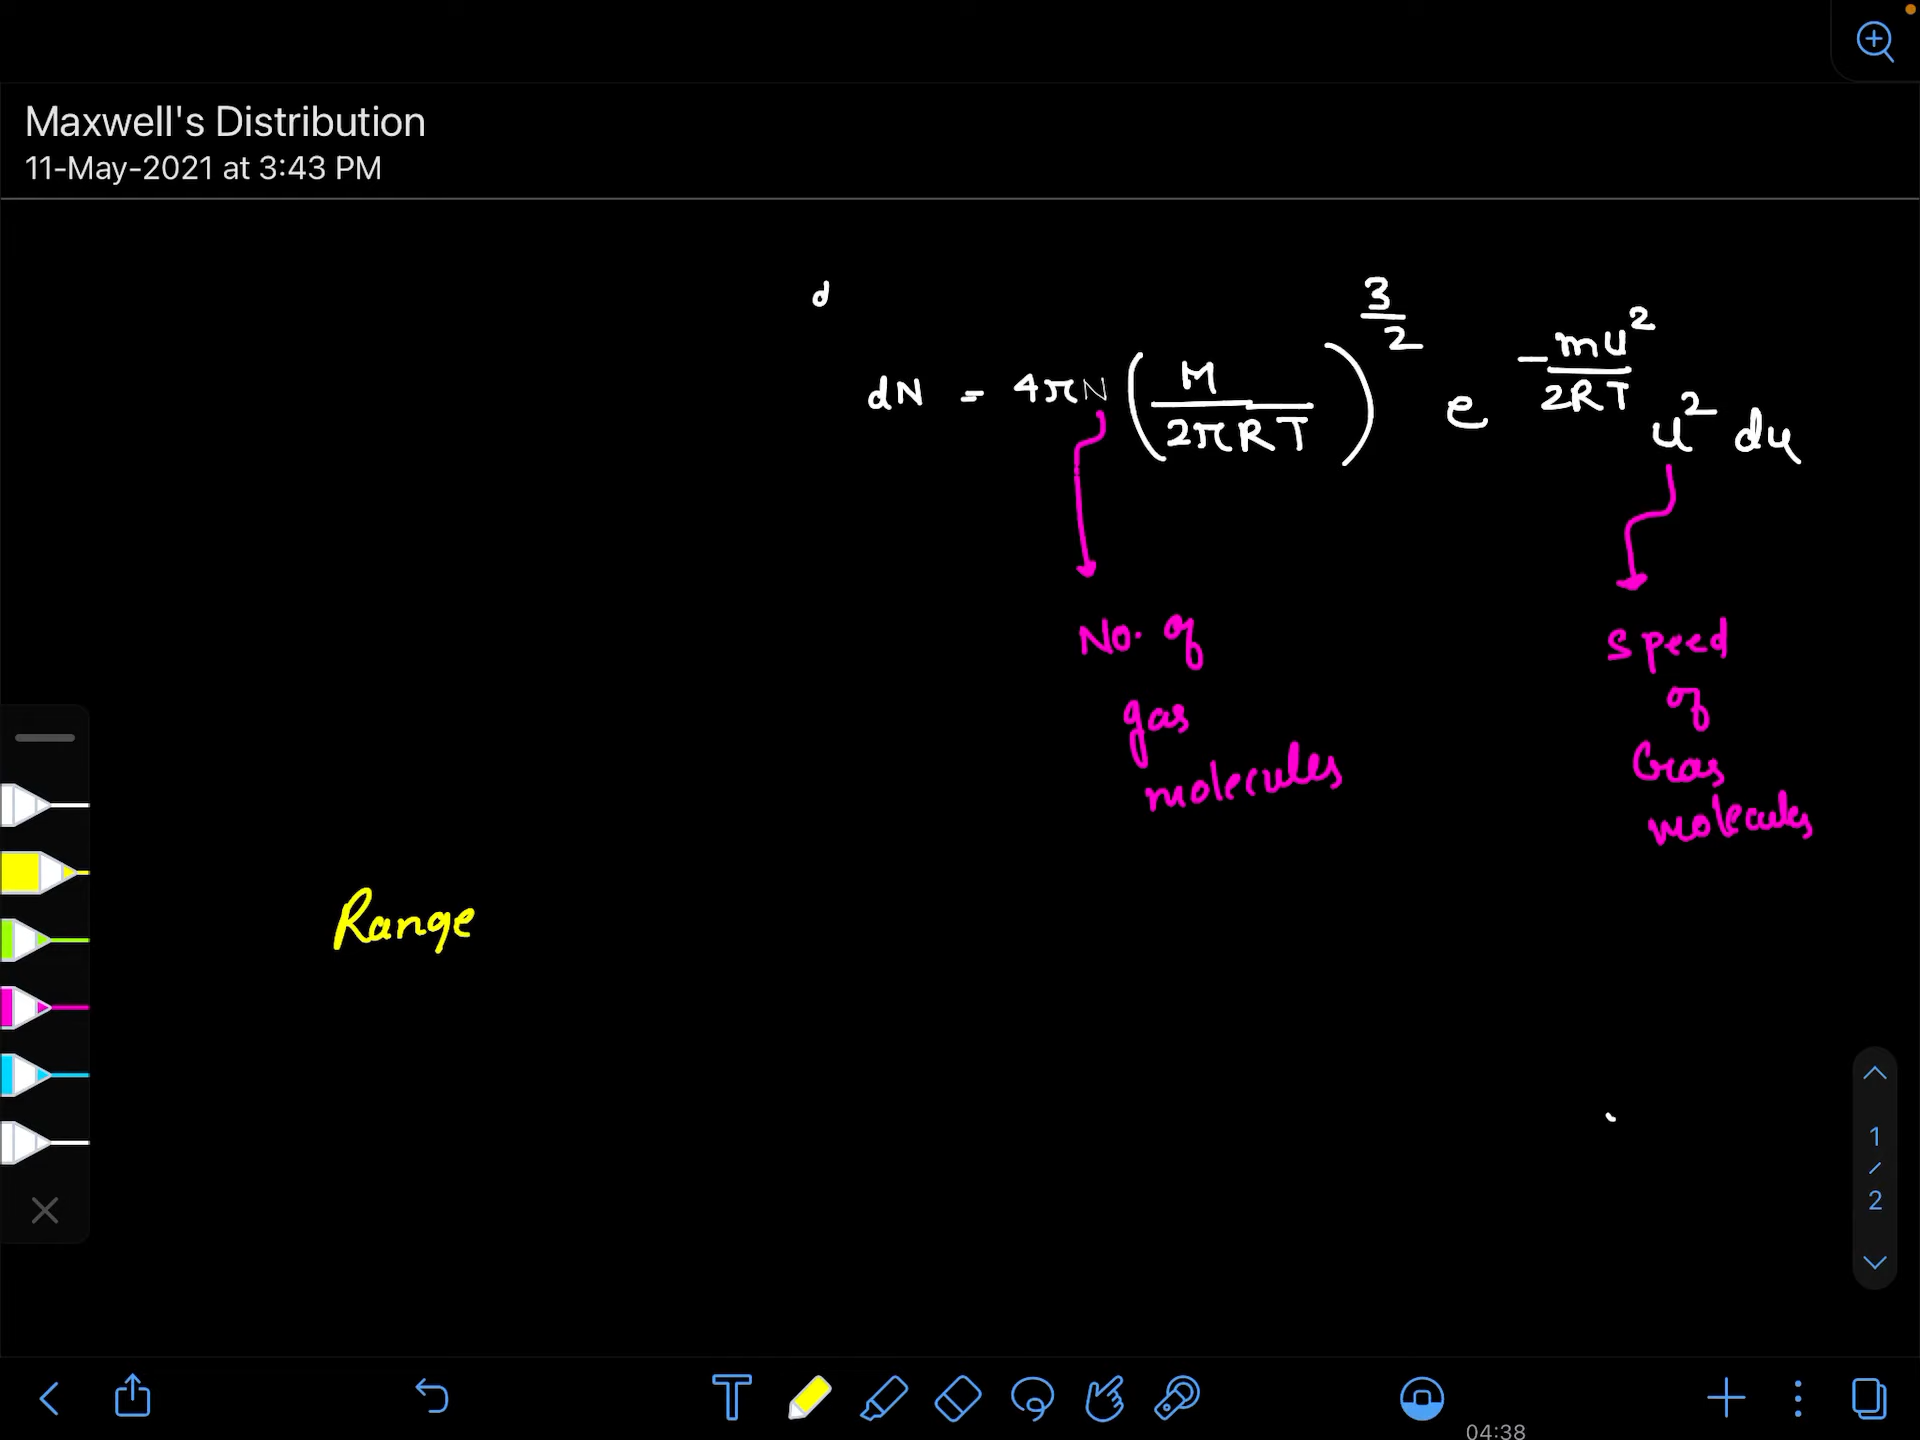 Maxwell's Distribution
11-May-2021 at 3:43 PM
d
dN = 4πN (M / 2πRT)^(3/2) e^(-mu²/2RT) u² du
No. of
gas
molecules
Speed
of
Gas
molecules
Range
1
/
2
04:38